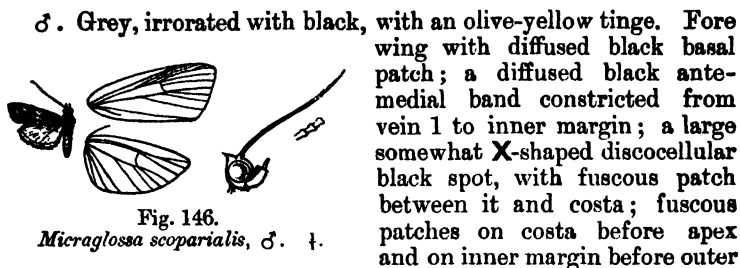 ♂. Grey, irrorated with black, with an olive-yellow tinge. Fore
wing with diffused black basal
patch; a diffused black ante-
medial band constricted from
vein 1 to inner margin; a large
somewhat X-shaped discocellular
black spot, with fuscous patch
between it and costa; fuscous
patches on costa before apex
and on inner margin before outer
Fig. 146.
Micraglossa scoparialis, ♂. ⅟.